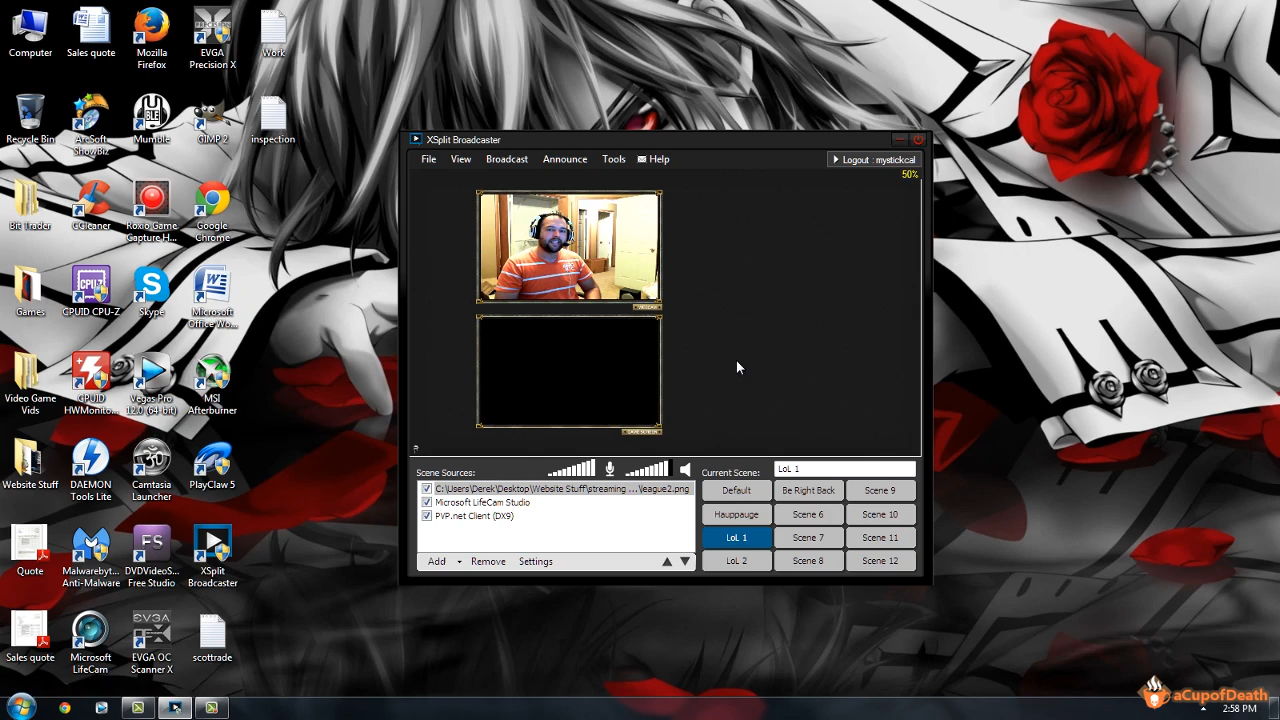 Computer
Sales quote
Mozilla
Firefox
EVGA
Precision X
Work
Recycle Bin
ArcSoft
ShowBiz
Mumble
GIMP 2
inspection
Bit Trader
CCleaner
Roxio Game
Capture H...
Google
Chrome
Games
CPUID CPU-Z
Skype
Microsoft
Office Wo...
Video Game
Vids
CPUID
HWMonito...
Vegas Pro
12.0 (64-bit)
MSI
Afterburner
Website Stuff
DAEMON
Tools Lite
Camtasia
Launcher
PlayClaw 5
Quote
Malwarebyt...
Anti-Malware
DVDVideoS...
Free Studio
XSplit
Broadcaster
Sales quote
Microsoft
LifeCam
EVGA OC
Scanner X
scottrade
XSplit Broadcaster
File View Broadcast Announce Tools Help
Logout : mystickcal
50%
WEBCAM
GAME SCREEN
Scene Sources:
C:\Users\Derek\Desktop\Website Stuff\streaming ...\league2.png
Microsoft LifeCam Studio
PVP.net Client (DX9)
Add Remove Settings
Current Scene: LoL 1
Default Be Right Back Scene 9
Hauppauge Scene 6 Scene 10
LoL 1 Scene 7 Scene 11
LoL 2 Scene 8 Scene 12
aCupofDeath
2:58 PM